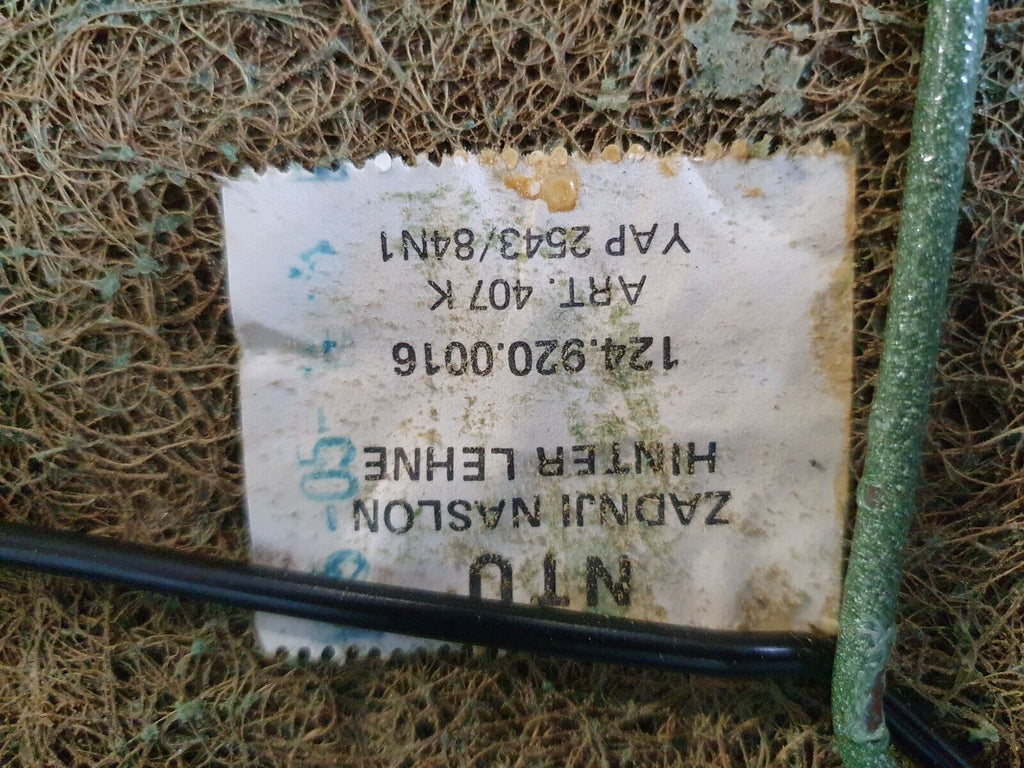 NTU
ZADNJI NASLON
HINTER LEHNE
124.920.0016
ART. 407 K
YAP 2543/84N1